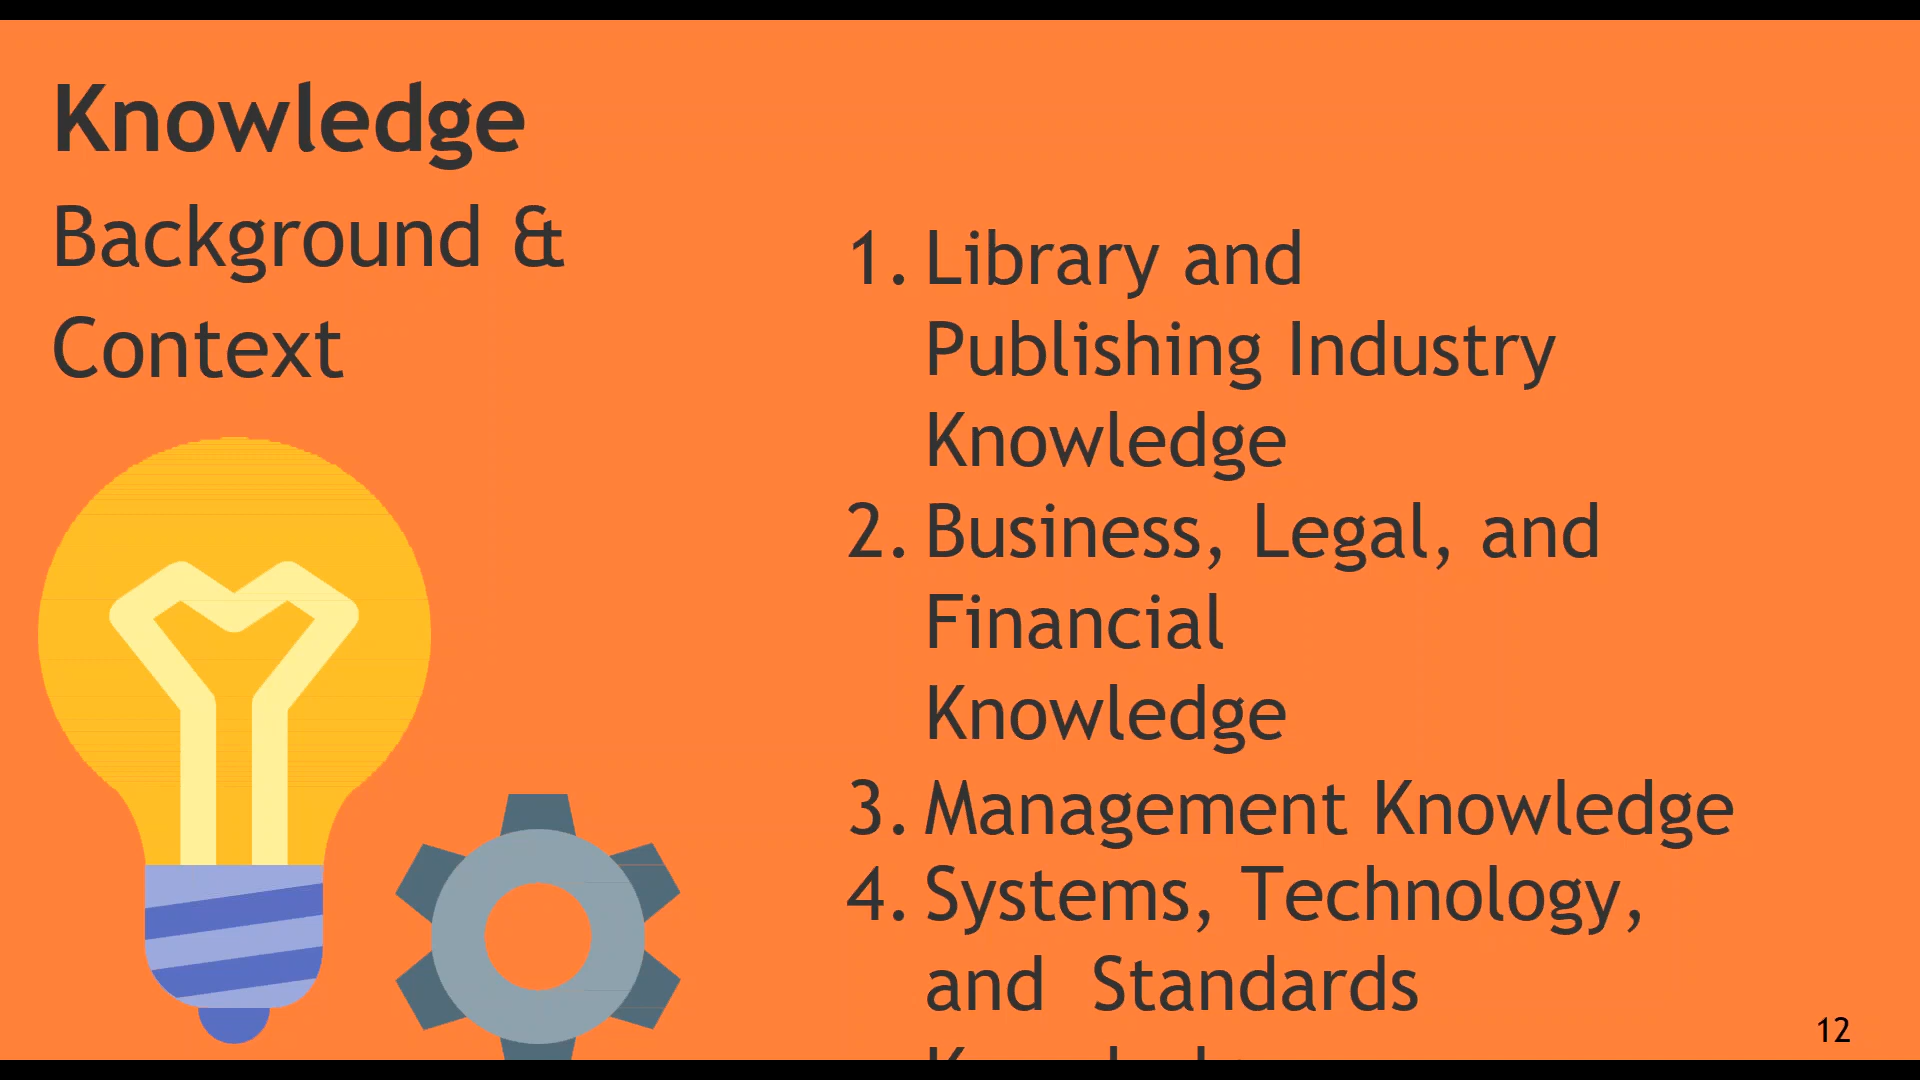 Knowledge
Background &
Context
1. Library and
Publishing Industry
Knowledge
2. Business, Legal, and
Financial
Knowledge
3. Management Knowledge
4. Systems, Technology,
and  Standards
12